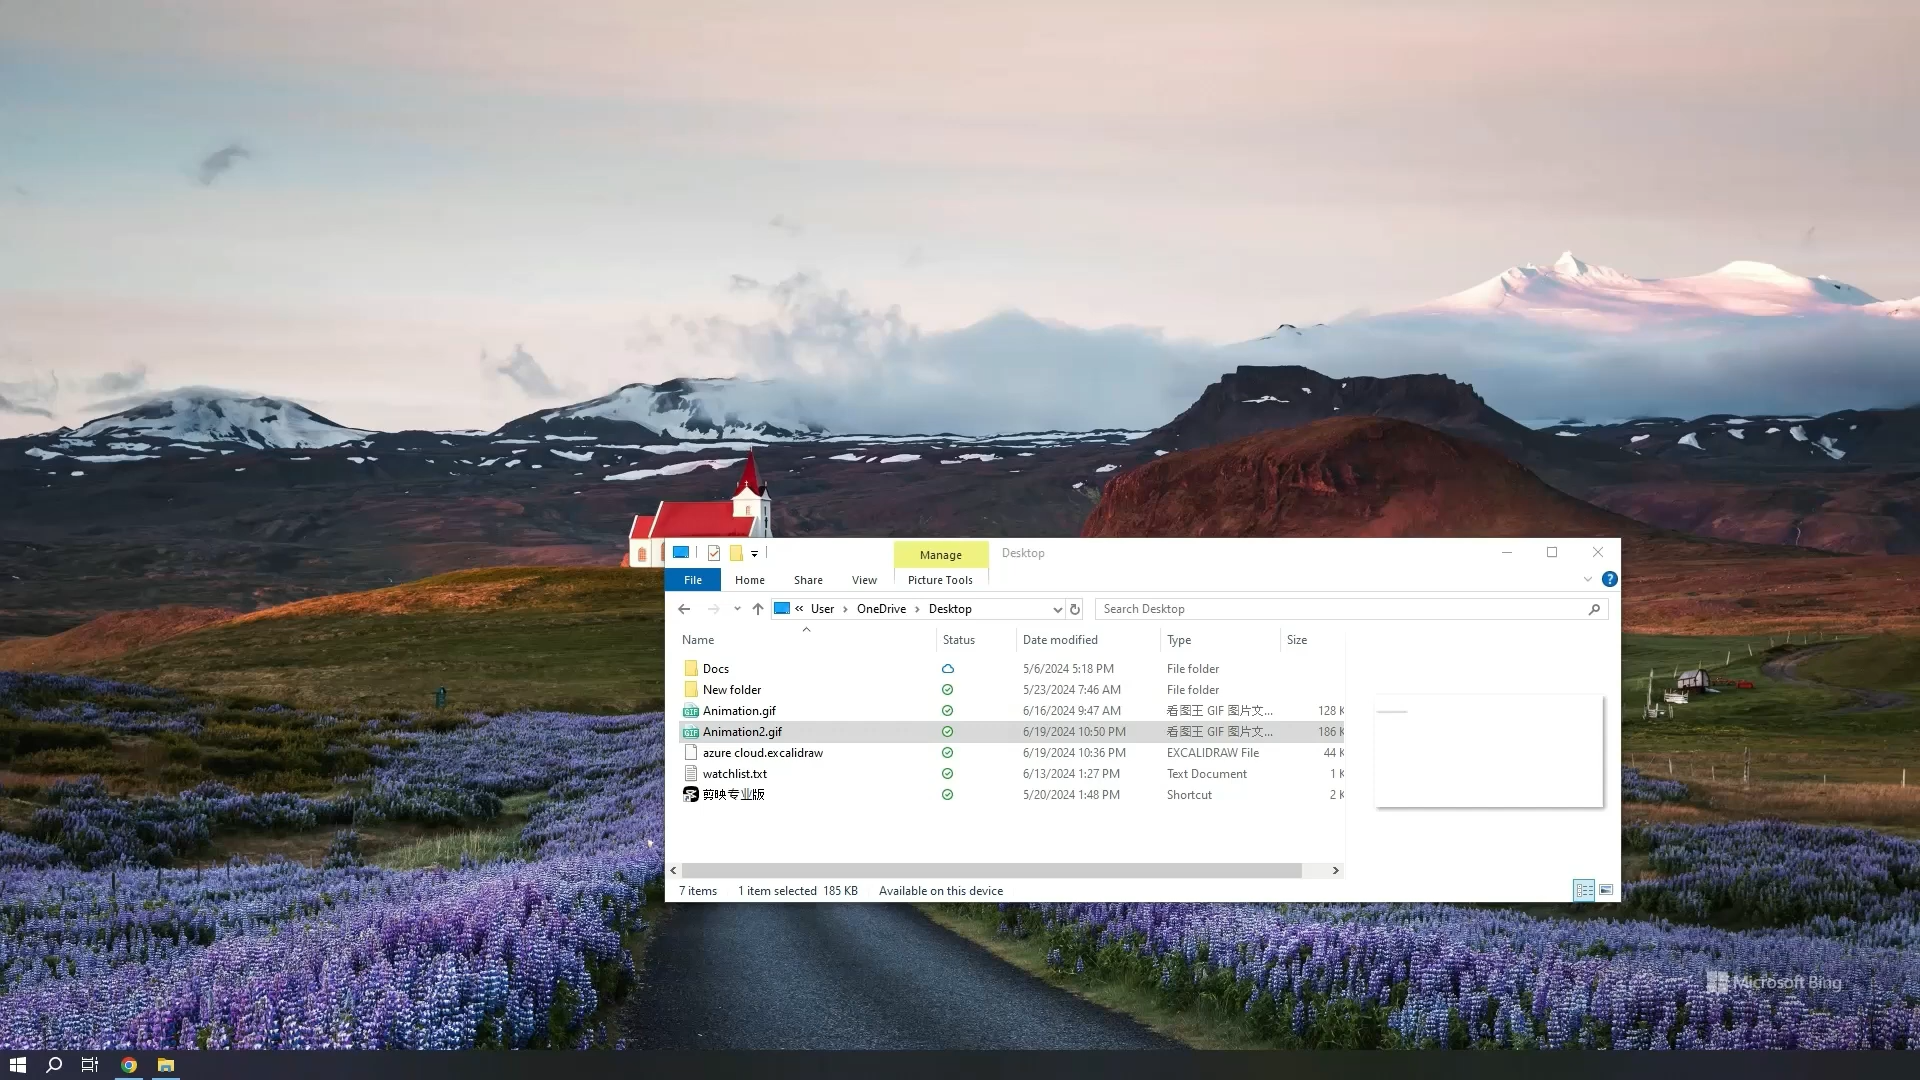 Manage
Desktop
File
Home
Share
View
Picture Tools
?
«
User
OneDrive
Desktop
Search Desktop
Name
Status
Date modified
Type
Size
Docs
5/6/2024 5:18 PM
File folder
New folder
5/23/2024 7:46 AM
File folder
GIF
Animation.gif
6/16/2024 9:47 AM
看图王 GIF 图片文...
128 K
GIF
Animation2.gif
6/19/2024 10:50 PM
看图王 GIF 图片文...
186 K
azure cloud.excalidraw
6/19/2024 10:36 PM
EXCALIDRAW File
44 K
watchlist.txt
6/13/2024 1:27 PM
Text Document
1 K
剪映专业版
5/20/2024 1:48 PM
Shortcut
2 K
7 items
1 item selected 185 KB
Available on this device
Microsoft Bing